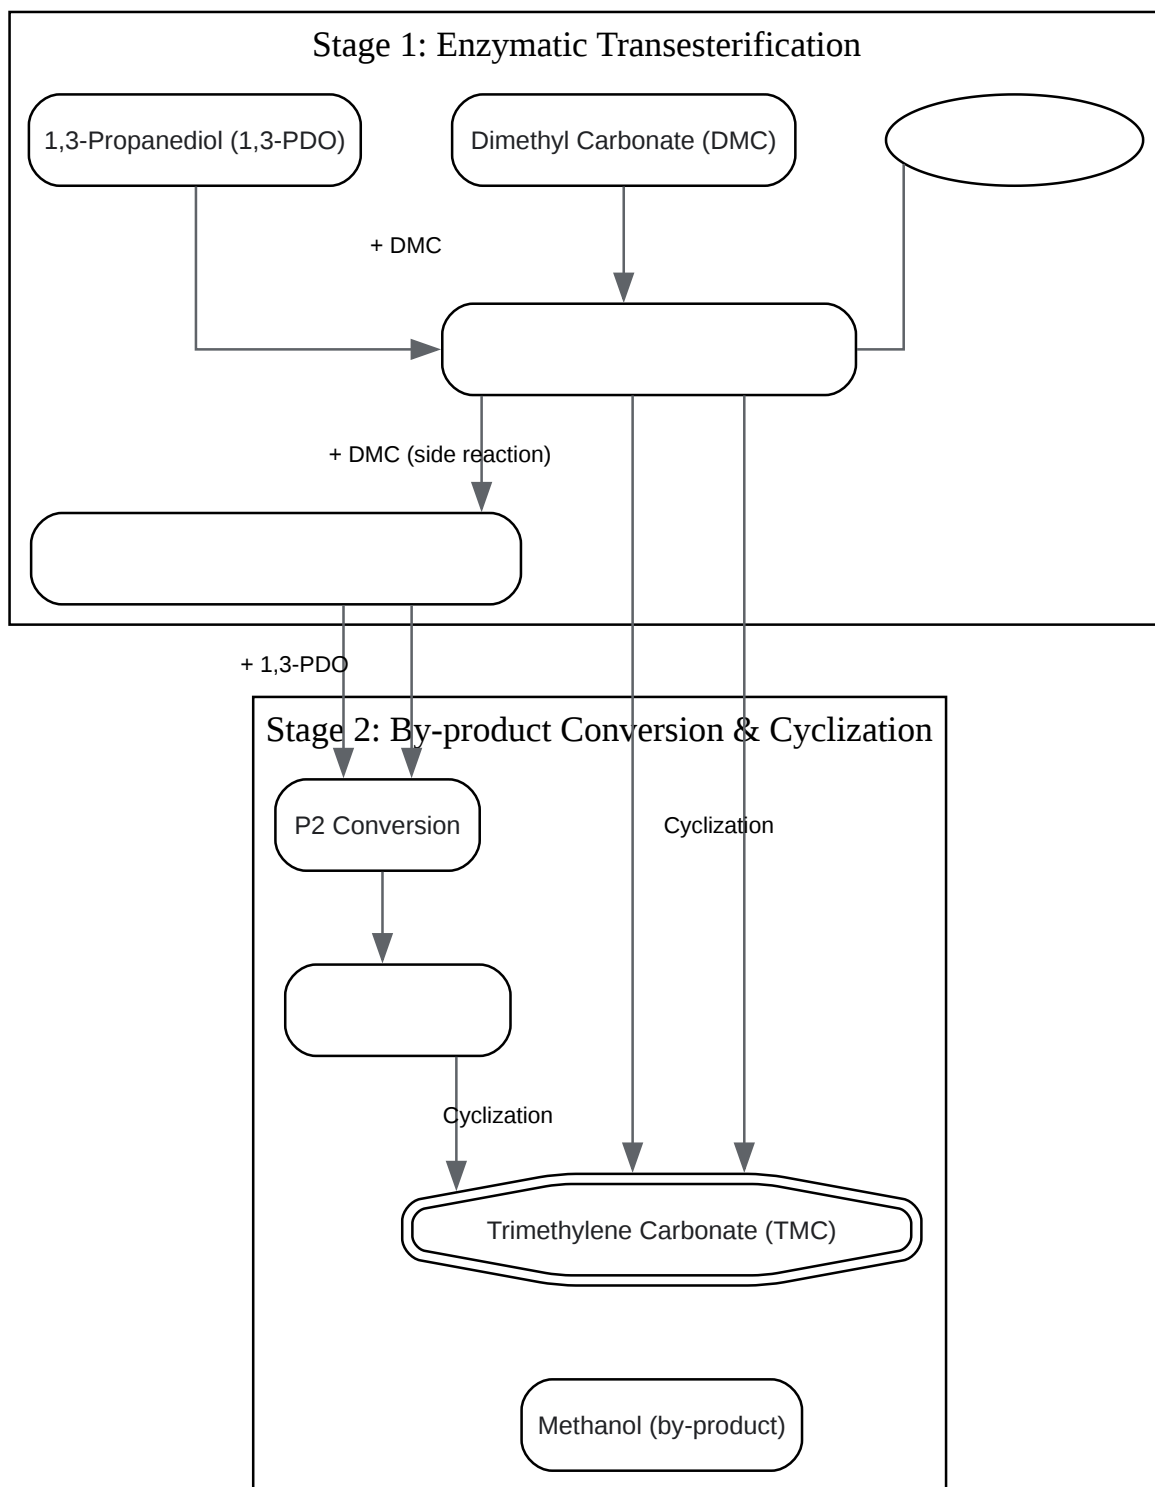 Stage 1: Enzymatic Transesterification
1,3-Propanediol (1,3-PDO)
Dimethyl Carbonate (DMC)
+ DMC
+ DMC (side reaction)
+ 1,3-PDO
Stage 2: By-product Conversion & Cyclization
P2 Conversion
Cyclization
Cyclization
Trimethylene Carbonate (TMC)
Methanol (by-product)